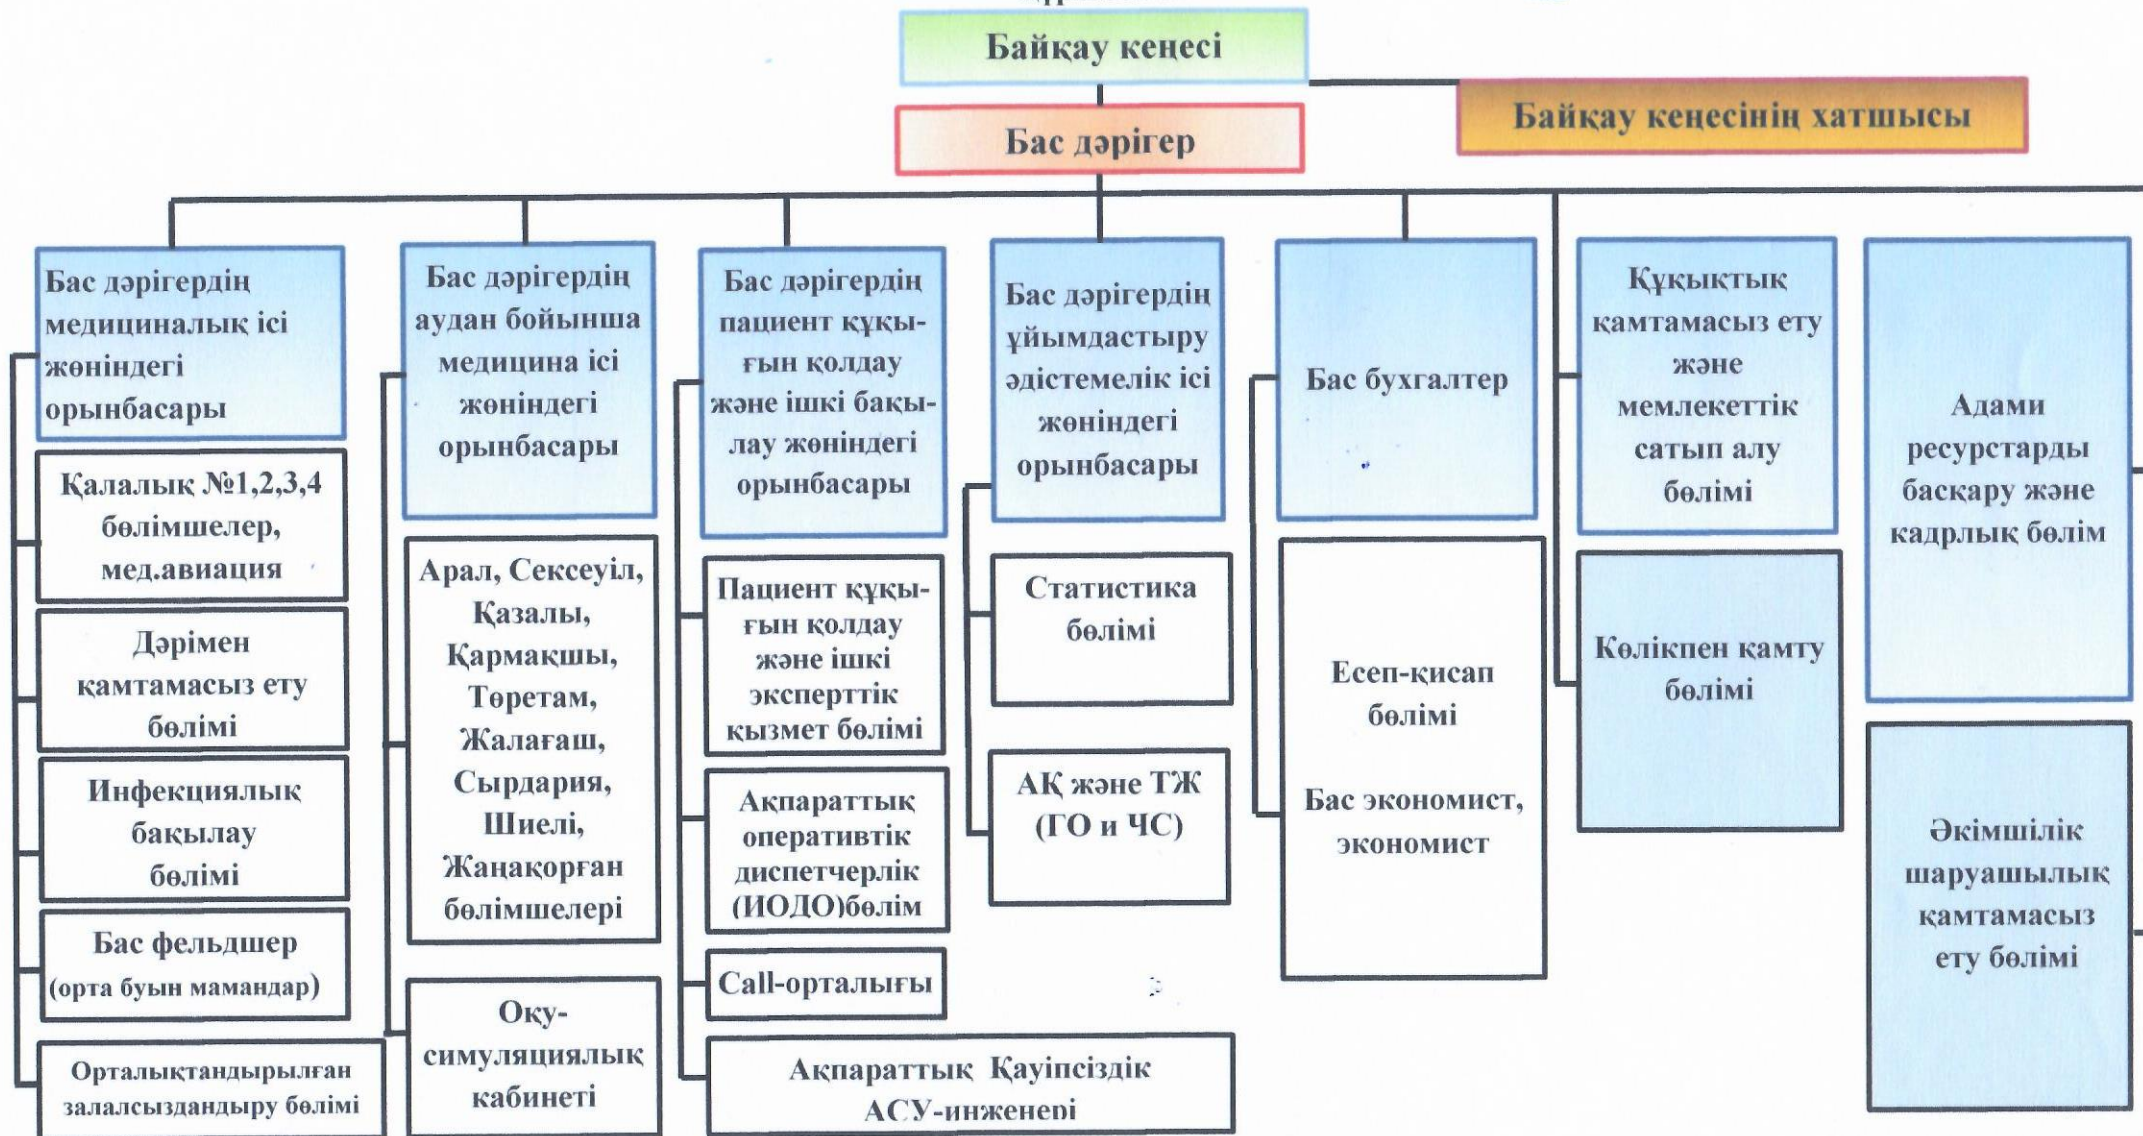 Байқау кеңесі
Байқау кеңесінің хатшысы
Бас дәрігер
Бас дәрігердің
медициналық ісі
жөніндегі
орынбасары
Қалалық №1,2,3,4
бөлімшелер,
мед.авиация
Дәрімен
қамтамасыз ету
бөлімі
Инфекциялық
бақылау
бөлімі
Бас фельдшер
(орта буын мамандар)
Орталықтандырылған
залалсыздандыру бөлімі
Бас дәрігердің
аудан бойынша
медицина ісі
жөніндегі
орынбасары
Арал, Сексеуіл,
Қазалы,
Қармақшы,
Төретам,
Жалағаш,
Сырдария,
Шиелі,
Жаңақорған
бөлімшелері
Оқу-
симуляциялық
кабинеті
Бас дәрігердің
пациент құқы-
ғын қолдау
және ішкі бақы-
лау жөніндегі
орынбасары
Пациент құқы-
ғын қолдау
және ішкі
эксперттік
қызмет бөлімі
Ақпараттық
оперативтік
диспетчерлік
(ИОДО)бөлім
Call-орталығы
Ақпараттық Қауіпсіздік
АСУ-инженері
Бас дәрігердің
ұйымдастыру
әдістемелік ісі
жөніндегі
орынбасары
Статистика
бөлімі
АҚ және ТЖ
(ГО и ЧС)
Бас бухгалтер
Есеп-қисап
бөлімі
Бас экономист,
экономист
Құқықтық
қамтамасыз ету
және
мемлекеттік
сатып алу
бөлімі
Көлікпен қамту
бөлімі
Адами
ресурстарды
басқару және
кадрлық бөлім
Әкімшілік
шаруашылық
қамтамасыз
ету бөлімі